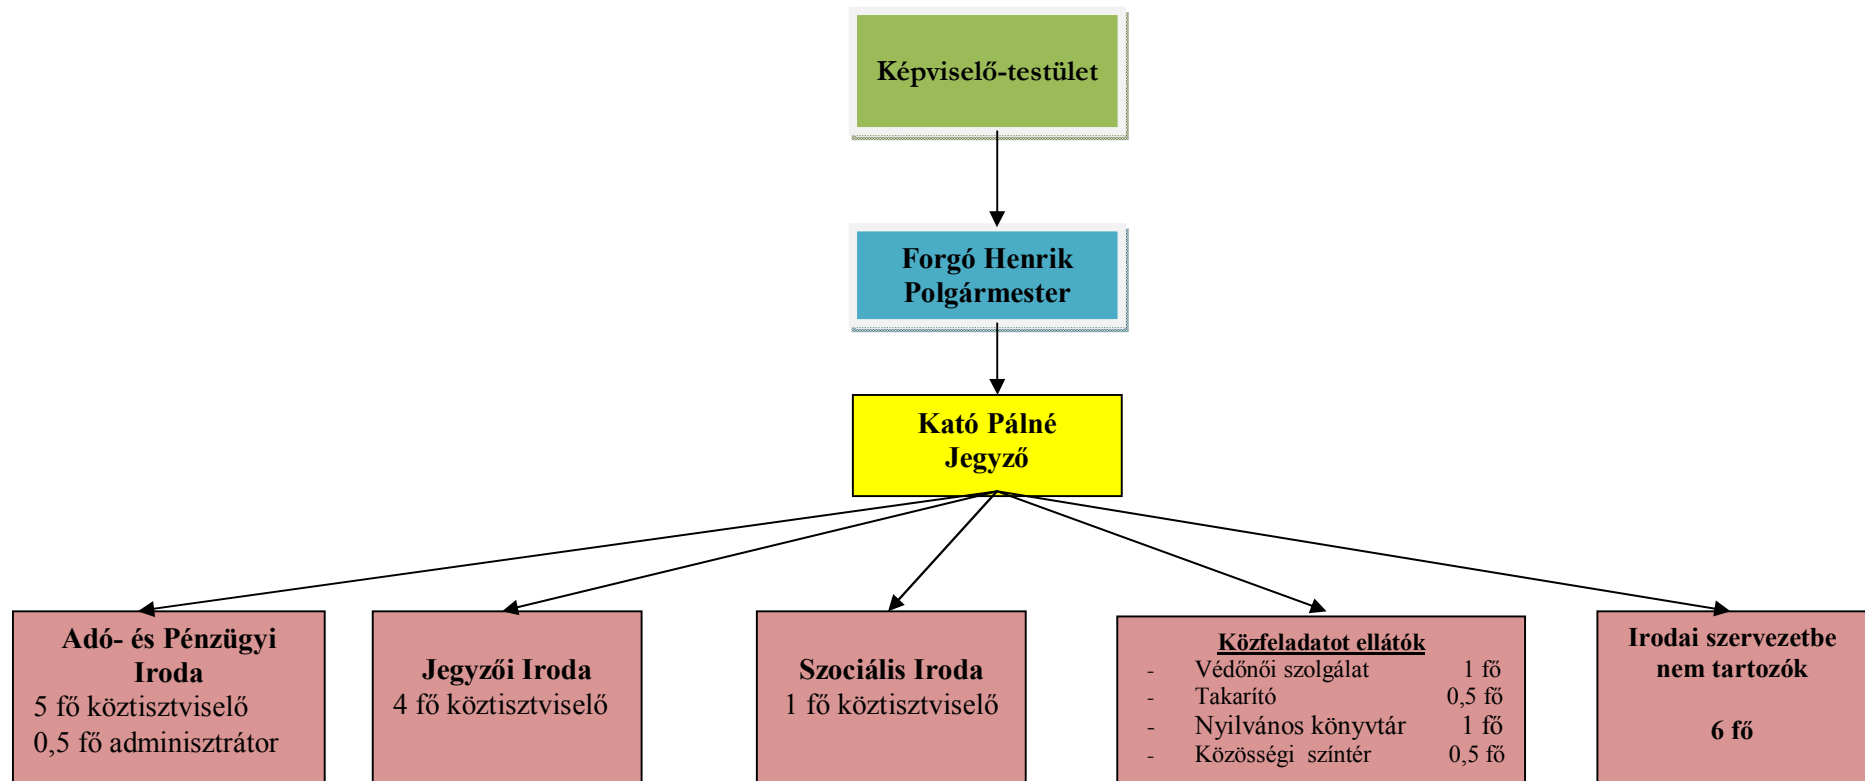 Képviselő-testület
Forgó Henrik
Polgármester
Kató Pálné
Jegyző
Adó- és Pénzügyi
Iroda
5 fő köztisztviselő
0,5 fő adminisztrátor
Jegyzői Iroda
4 fő köztisztviselő
Szociális Iroda
1 fő köztisztviselő
Közfeladatot ellátók
- Védőnői szolgálat 1 fő
- Takarító 0,5 fő
- Nyilvános könyvtár 1 fő
- Közösségi színtér 0,5 fő
Irodai szervezetbe
nem tartozók
6 fő